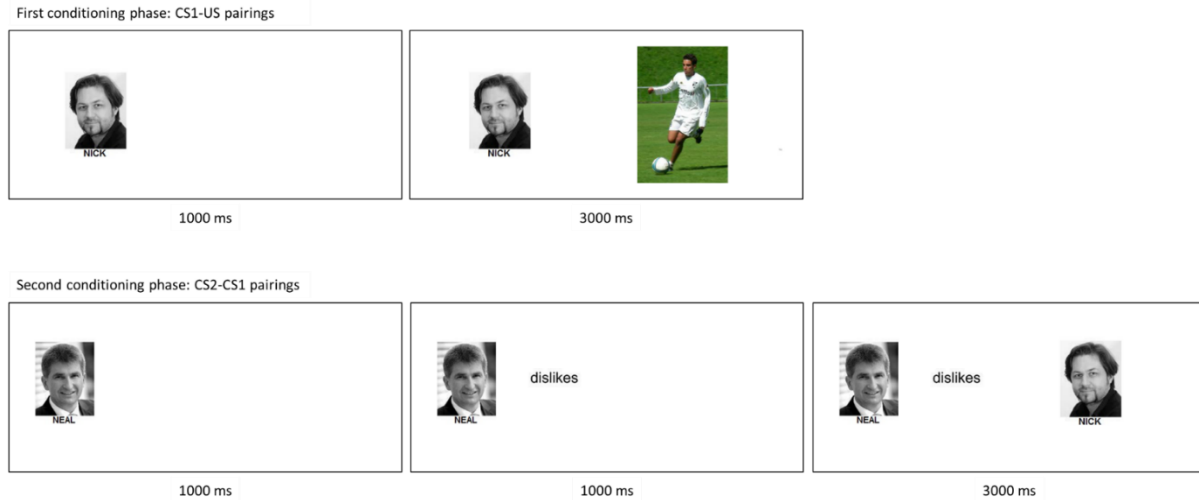 First conditioning phase: CS1-US pairings
NICK
NICK
1000 ms
3000 ms
Second conditioning phase: CS2-CS1 pairings
NEAL
NEAL
dislikes
NEAL
dislikes
NICK
1000 ms
1000 ms
3000 ms